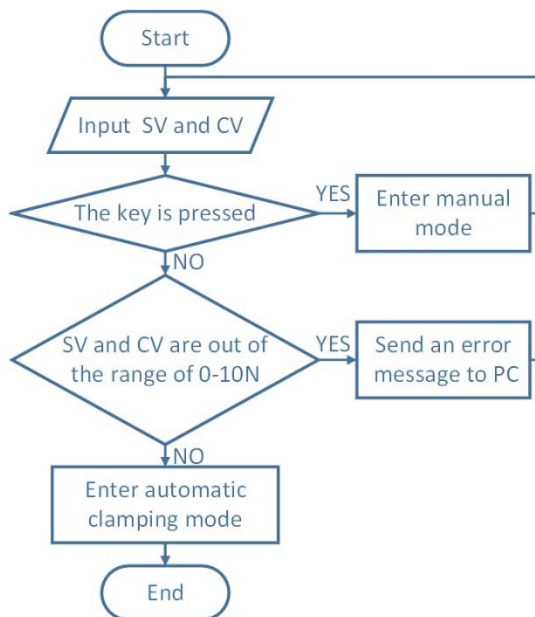 Start
Input SV and CV
The key is pressed
YES
Enter manual
mode
NO
SV and CV are out of
the range of 0-10N
YES
Send an error
message to PC
NO
Enter automatic
clamping mode
End